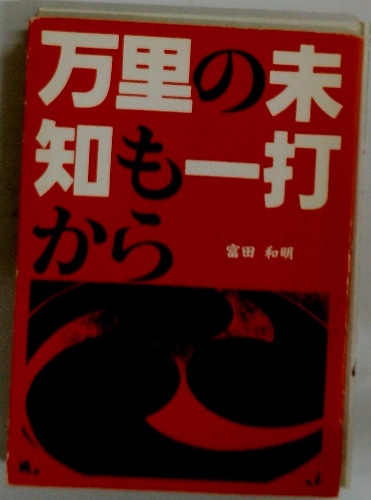 万里の未
知も一打
から
富田 和明